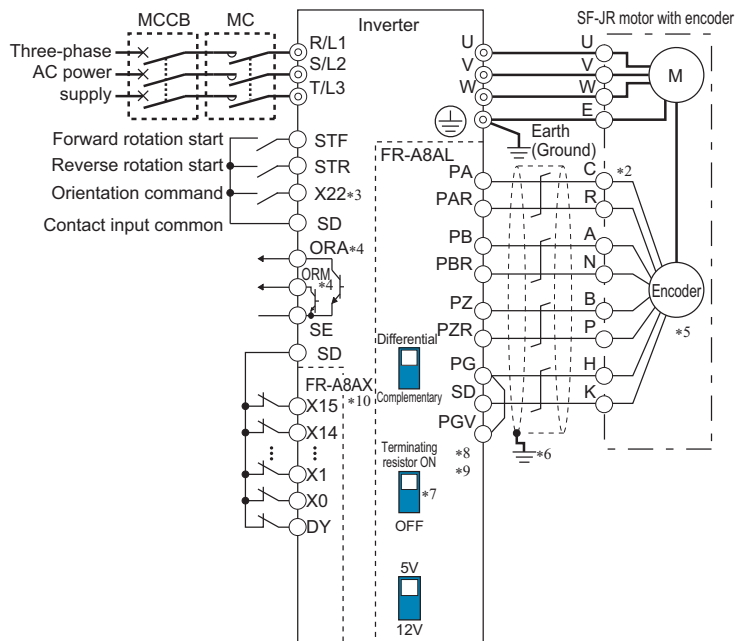 MCCB
MC
Inverter
SF-JR motor with encoder
Three-phase
AC power
supply
R/L1
S/L2
T/L3
U
V
W
U
V
W
E
M
Earth
(Ground)
Forward rotation start
Reverse rotation start
Orientation command
Contact input common
STF
STR
X22*3
SD
ORA*4
ORM
*4
SE
SD
FR-A8AX
*10
X15
X14
X1
X0
DY
FR-A8AL
PA
PAR
PB
PBR
PZ
PZR
PG
SD
PGV
C
*2
R
A
N
B
P
H
K
Encoder
*5
*6
Differential
Complementary
Terminating
resistor ON
*7
OFF
*8
*9
5V
12V